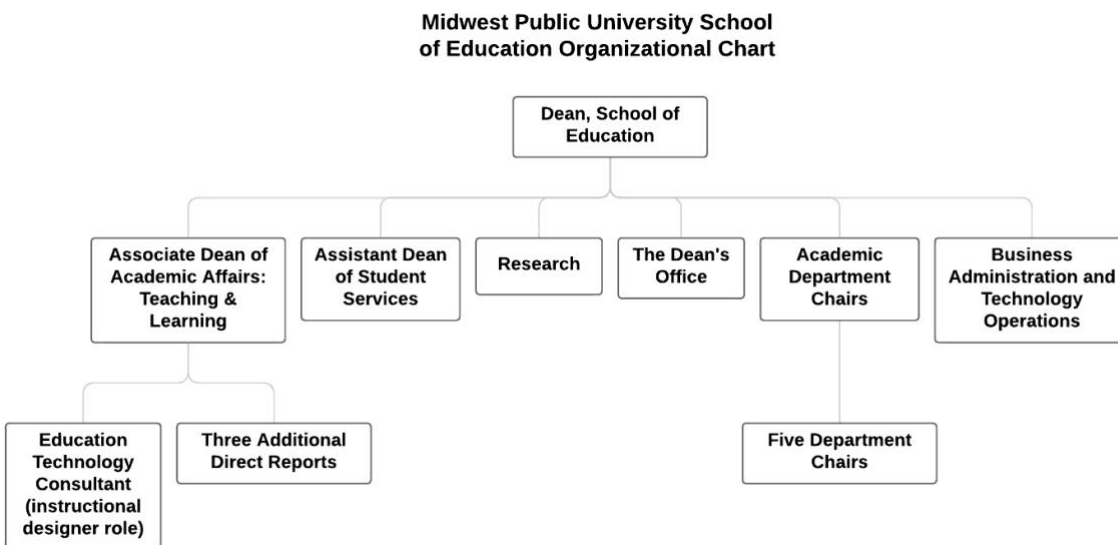 Midwest Public University School
of Education Organizational Chart
Dean, School of
Education
Associate Dean of
Academic Affairs:
Teaching &
Learning
Assistant Dean
of Student
Services
Research
The Dean's
Office
Academic
Department
Chairs
Business
Administration and
Technology
Operations
Education
Technology
Consultant
(instructional
designer role)
Three Additional
Direct Reports
Five Department
Chairs